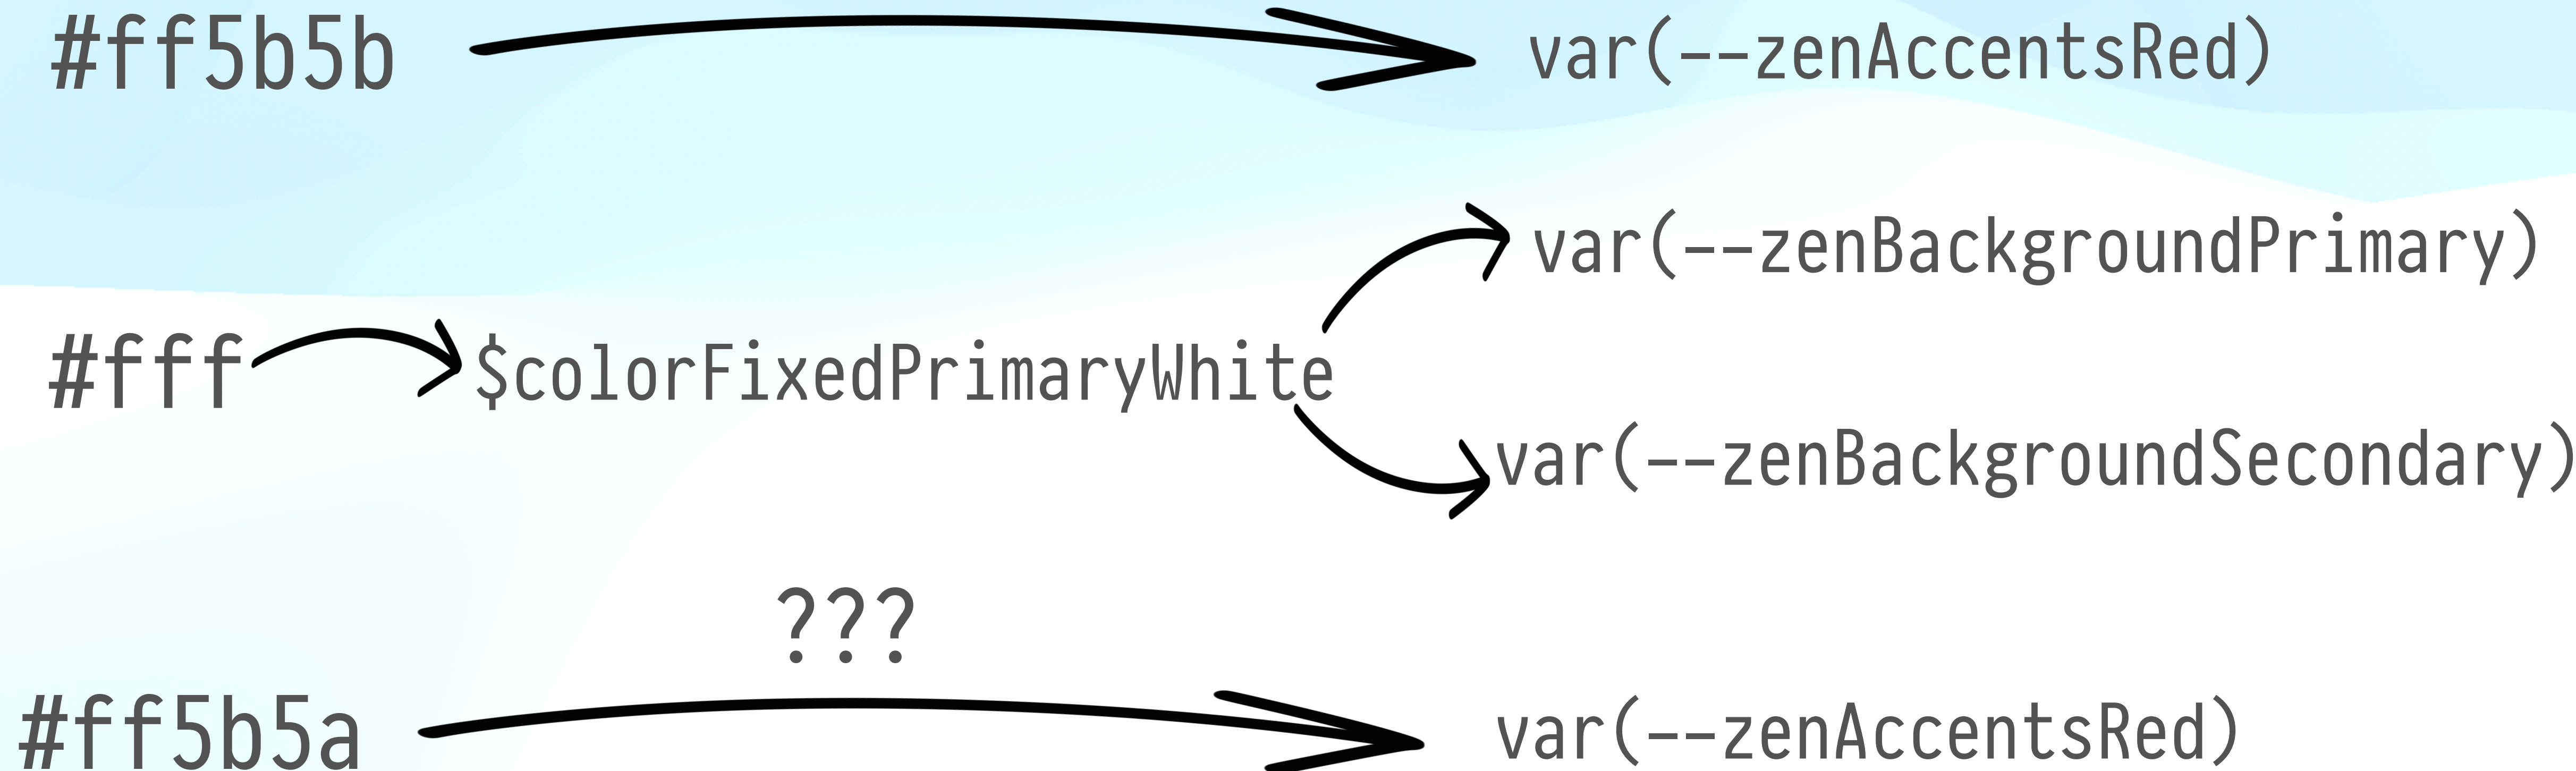 #ff5b5b var(--zenAccentsRed)
var(--zenBackgroundPrimary)
#fff $colorFixedPrimaryWhite
var(--zenBackgroundSecondary)
???
#ff5b5a var(--zenAccentsRed)